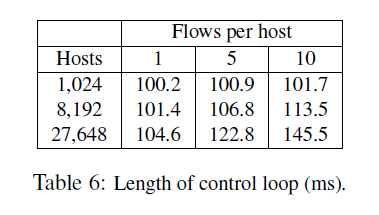 Flows per host
Hosts 1 5 10
1,024 100.2 100.9 101.7
8,192 101.4 106.8 113.5
27,648 104.6 122.8 145.5
Table 6: Length of control loop (ms).